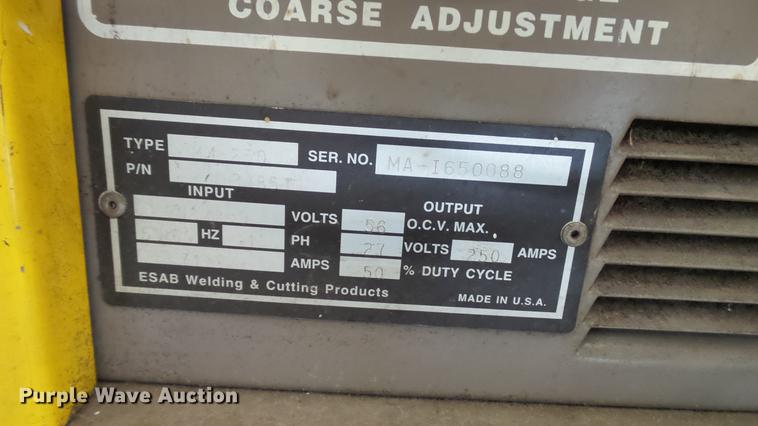 COARSE ADJUSTMENT
TYPE
SER. NO. MA-I650088
P/N
INPUT OUTPUT
VOLTS 56 O.C.V. MAX.
HZ 1 PH 27 VOLTS 250 AMPS
AMPS 50 % DUTY CYCLE
ESAB Welding & Cutting Products
MADE IN U.S.A.
Purple Wave Auction